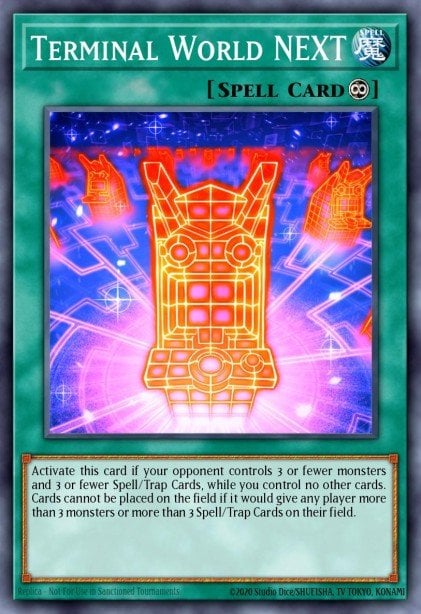 TERMINAL WORLD NEXT
SPELL
魔
[SPELL CARD]
Activate this card if your opponent controls 3 or fewer monsters
and 3 or fewer Spell/Trap Cards, while you control no other cards.
Cards cannot be placed on the field if it would give any player more
than 3 monsters or more than 3 Spell/Trap Cards on their field.
Replica - Not For Use in Sanctioned Tournaments
©2020 Studio Dice/SHUEISHA, TV TOKYO, KONAMI